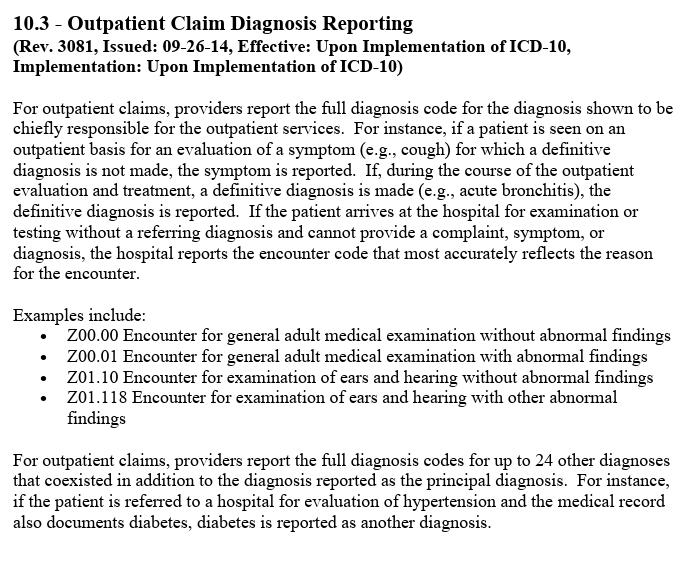 10.3 - Outpatient Claim Diagnosis Reporting
(Rev. 3081, Issued: 09-26-14, Effective: Upon Implementation of ICD-10,
Implementation: Upon Implementation of ICD-10)
For outpatient claims, providers report the full diagnosis code for the diagnosis shown to be
chiefly responsible for the outpatient services.  For instance, if a patient is seen on an
outpatient basis for an evaluation of a symptom (e.g., cough) for which a definitive
diagnosis is not made, the symptom is reported.  If, during the course of the outpatient
evaluation and treatment, a definitive diagnosis is made (e.g., acute bronchitis), the
definitive diagnosis is reported.  If the patient arrives at the hospital for examination or
testing without a referring diagnosis and cannot provide a complaint, symptom, or
diagnosis, the hospital reports the encounter code that most accurately reflects the reason
for the encounter.
Examples include:
• Z00.00 Encounter for general adult medical examination without abnormal findings
• Z00.01 Encounter for general adult medical examination with abnormal findings
• Z01.10 Encounter for examination of ears and hearing without abnormal findings
• Z01.118 Encounter for examination of ears and hearing with other abnormal
findings
For outpatient claims, providers report the full diagnosis codes for up to 24 other diagnoses
that coexisted in addition to the diagnosis reported as the principal diagnosis.  For instance,
if the patient is referred to a hospital for evaluation of hypertension and the medical record
also documents diabetes, diabetes is reported as another diagnosis.